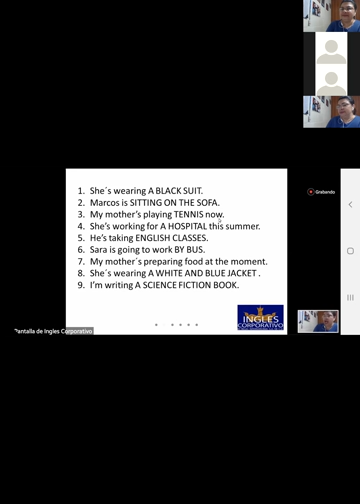 Grabando
1. She´s wearing A BLACK SUIT.
2. Marcos is SITTING ON THE SOFA.
3. My mother’s playing TENNIS now.
4. She’s working for A HOSPITAL this summer.
5. He’s taking ENGLISH CLASSES.
6. Sara is going to work BY BUS.
7. My mother´s preparing food at the moment.
8. She´s wearing A WHITE AND BLUE JACKET .
9. I’m writing A SCIENCE FICTION BOOK.
INGLES
CORPORATIVO
Pantalla de Ingles Corporativo